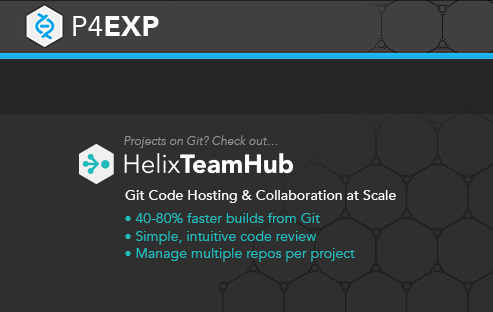 P4EXP
Projects on Git? Check out...
HelixTeamHub
Git Code Hosting & Collaboration at Scale
• 40-80% faster builds from Git
• Simple, intuitive code review
• Manage multiple repos per project